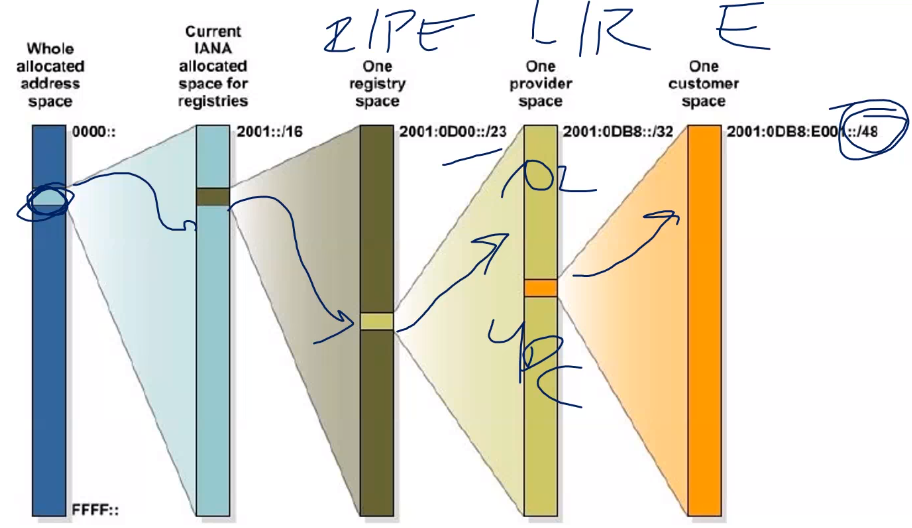 RIPE LIR E
Whole
allocated
address
space
Current
IANA
allocated
space for
registries
One
registry
space
One
provider
space
One
customer
space
0000::
2001::/16
2001:0D00::/23
2001:0DB8::/32
2001:0DB8:E001::/48
FFFF::